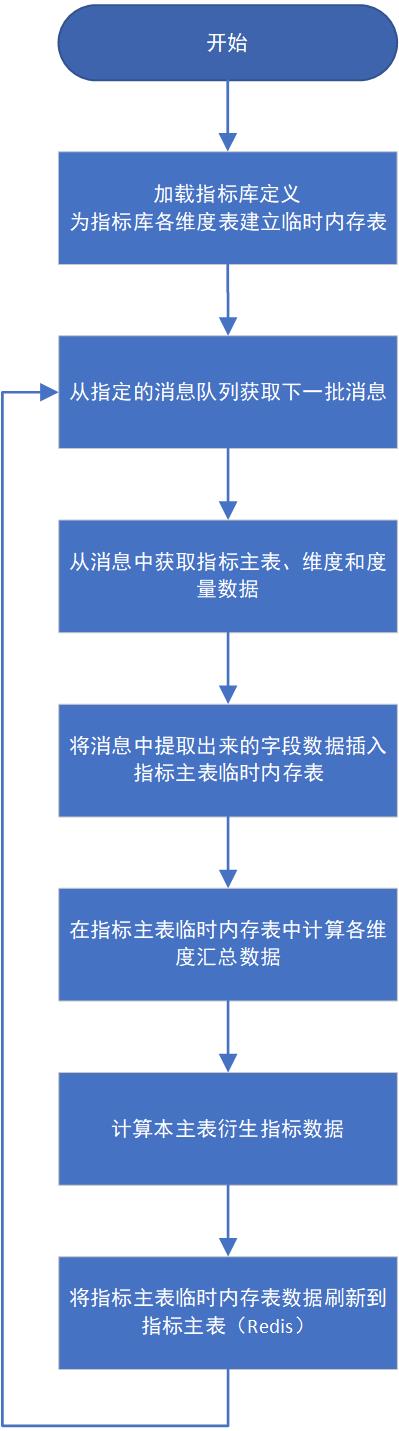 开始
加载指标库定义
为指标库各维度表建立临时内存表
从指定的消息队列获取下一批消息
从消息中获取指标主表、维度和度
量数据
将消息中提取出来的字段数据插入
指标主表临时内存表
在指标主表临时内存表中计算各维
度汇总数据
计算本主表衍生指标数据
将指标主表临时内存表数据刷新到
指标主表（Redis）